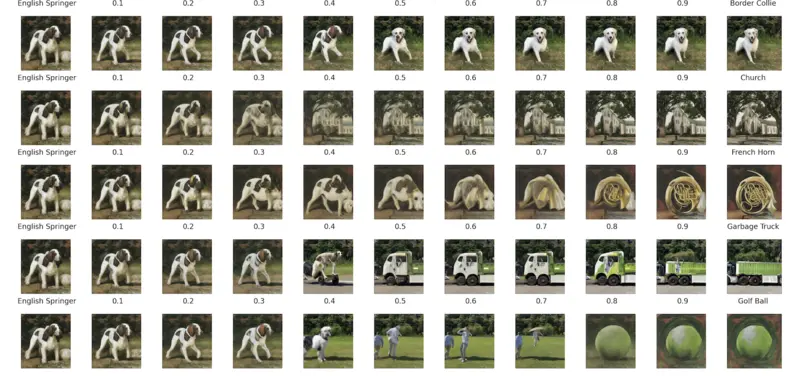 English Springer 0.1 0.2 0.3 0.4 0.5 0.6 0.7 0.8 0.9 Border Collie
English Springer 0.1 0.2 0.3 0.4 0.5 0.6 0.7 0.8 0.9 Church
English Springer 0.1 0.2 0.3 0.4 0.5 0.6 0.7 0.8 0.9 French Horn
English Springer 0.1 0.2 0.3 0.4 0.5 0.6 0.7 0.8 0.9 Garbage Truck
English Springer 0.1 0.2 0.3 0.4 0.5 0.6 0.7 0.8 0.9 Golf Ball